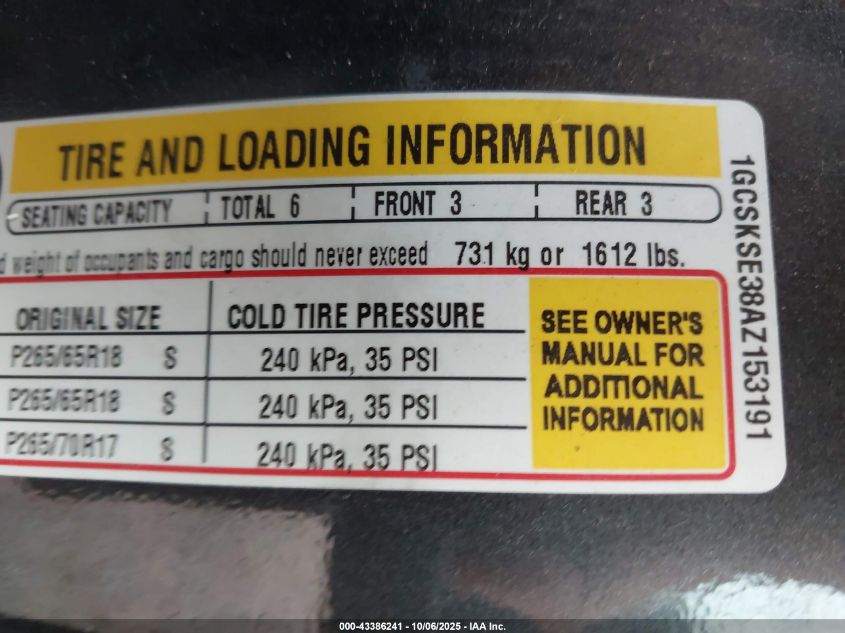 TIRE AND LOADING INFORMATION
SEATING CAPACITY TOTAL 6 FRONT 3 REAR 3
d weight of occupants and cargo should never exceed 731 kg or 1612 lbs.
ORIGINAL SIZE COLD TIRE PRESSURE
P265/65R18 S 240 kPa, 35 PSI
P265/65R18 S 240 kPa, 35 PSI
P265/70R17 S 240 kPa, 35 PSI
SEE OWNER'S
MANUAL FOR
ADDITIONAL
INFORMATION
1GCSKSE38AZ153191
000-43386241 - 10/06/2025 - IAA Inc.